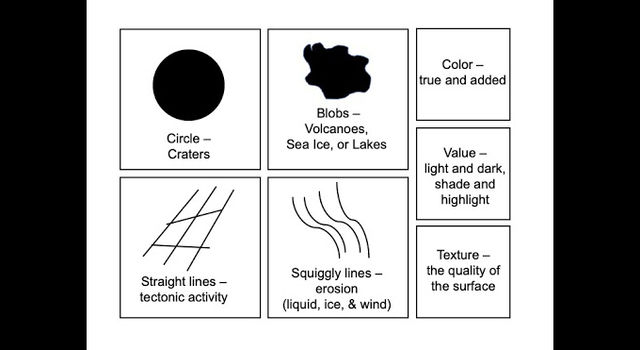 Circle –
Craters
Blobs –
Volcanoes,
Sea Ice, or Lakes
Color –
true and added
Value –
light and dark,
shade and
highlight
Straight lines –
tectonic activity
Squiggly lines –
erosion
(liquid, ice, & wind)
Texture –
the quality of
the surface